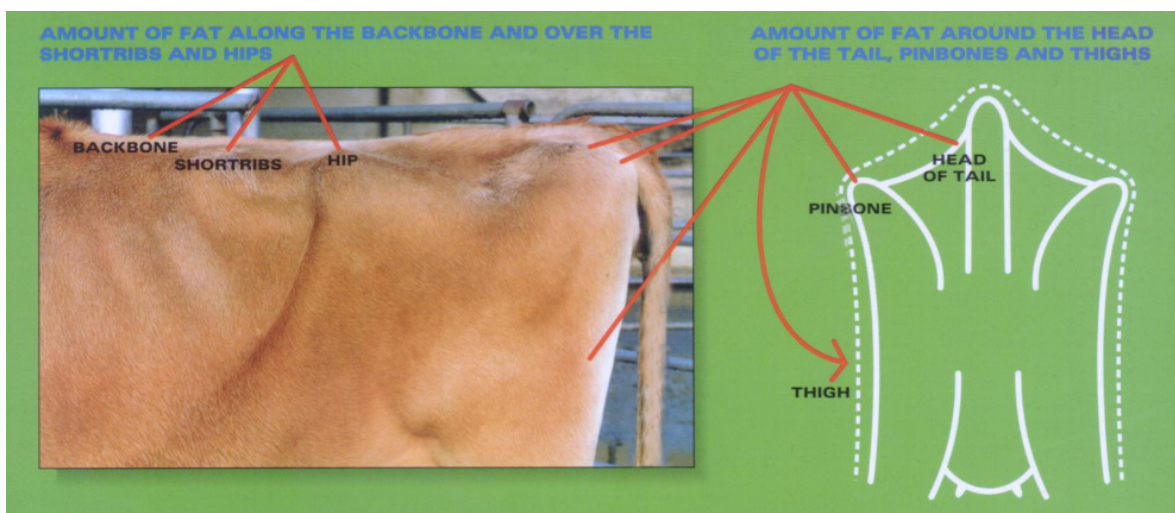 AMOUNT OF FAT ALONG THE BACKBONE AND OVER THE
SHORTRIBS AND HIPS
AMOUNT OF FAT AROUND THE HEAD
OF THE TAIL, PINBONES AND THIGHS
BACKBONE
SHORTRIBS
HIP
HEAD
OF TAIL
PINBONE
THIGH